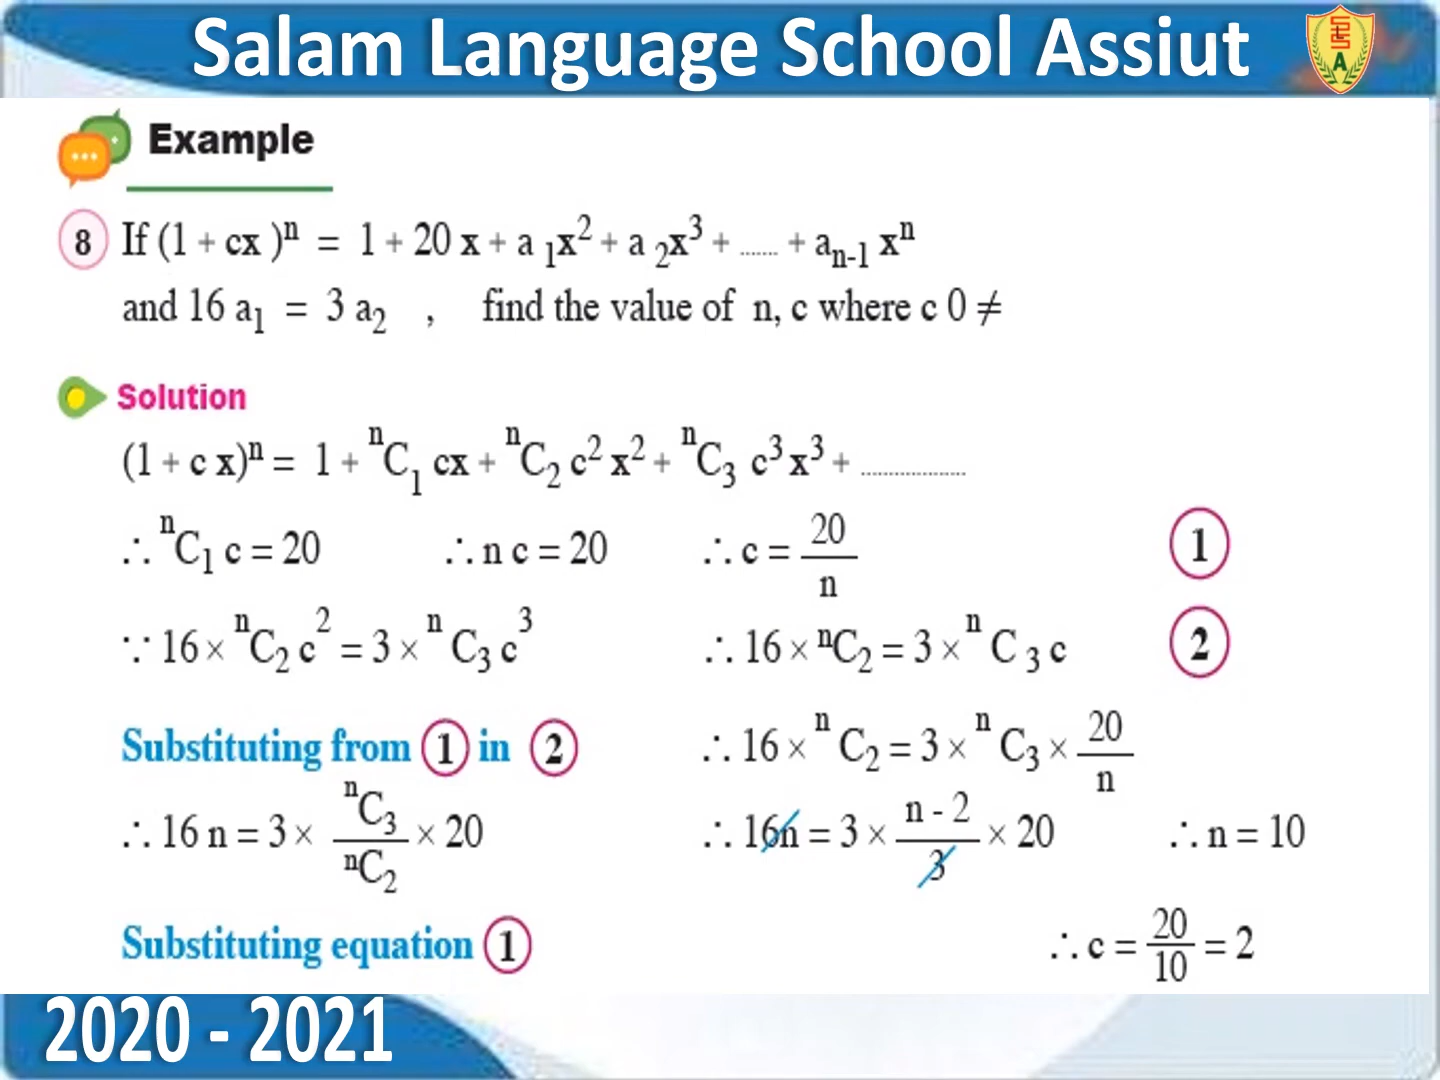 Salam Language School Assiut
Example
8 If (1 + cx )ⁿ = 1 + 20 x + a ₁x² + a ₂x³ + ....... + aₙ₋₁ xⁿ
and 16 a₁ = 3 a₂ , find the value of n, c where c 0 ≠
Solution
(1 + c x)ⁿ = 1 + ⁿC₁ cx + ⁿC₂ c² x² + ⁿC₃ c³x³ + ...................
∴ ⁿC₁ c = 20 ∴ n c = 20 ∴ c = 20/n 1
∵ 16 × ⁿC₂ c² = 3 × ⁿC₃ c³ ∴ 16 × ⁿC₂ = 3 × ⁿ C ₃ c 2
Substituting from 1 in 2 ∴ 16 × ⁿ C₂ = 3 × ⁿ C₃ × 20/n
∴ 16 n = 3 × ⁿC₃/ⁿC₂ × 20 ∴ 16n = 3 × n - 2/3 × 20 ∴ n = 10
Substituting equation 1 ∴ c = 20/10 = 2
2020 - 2021